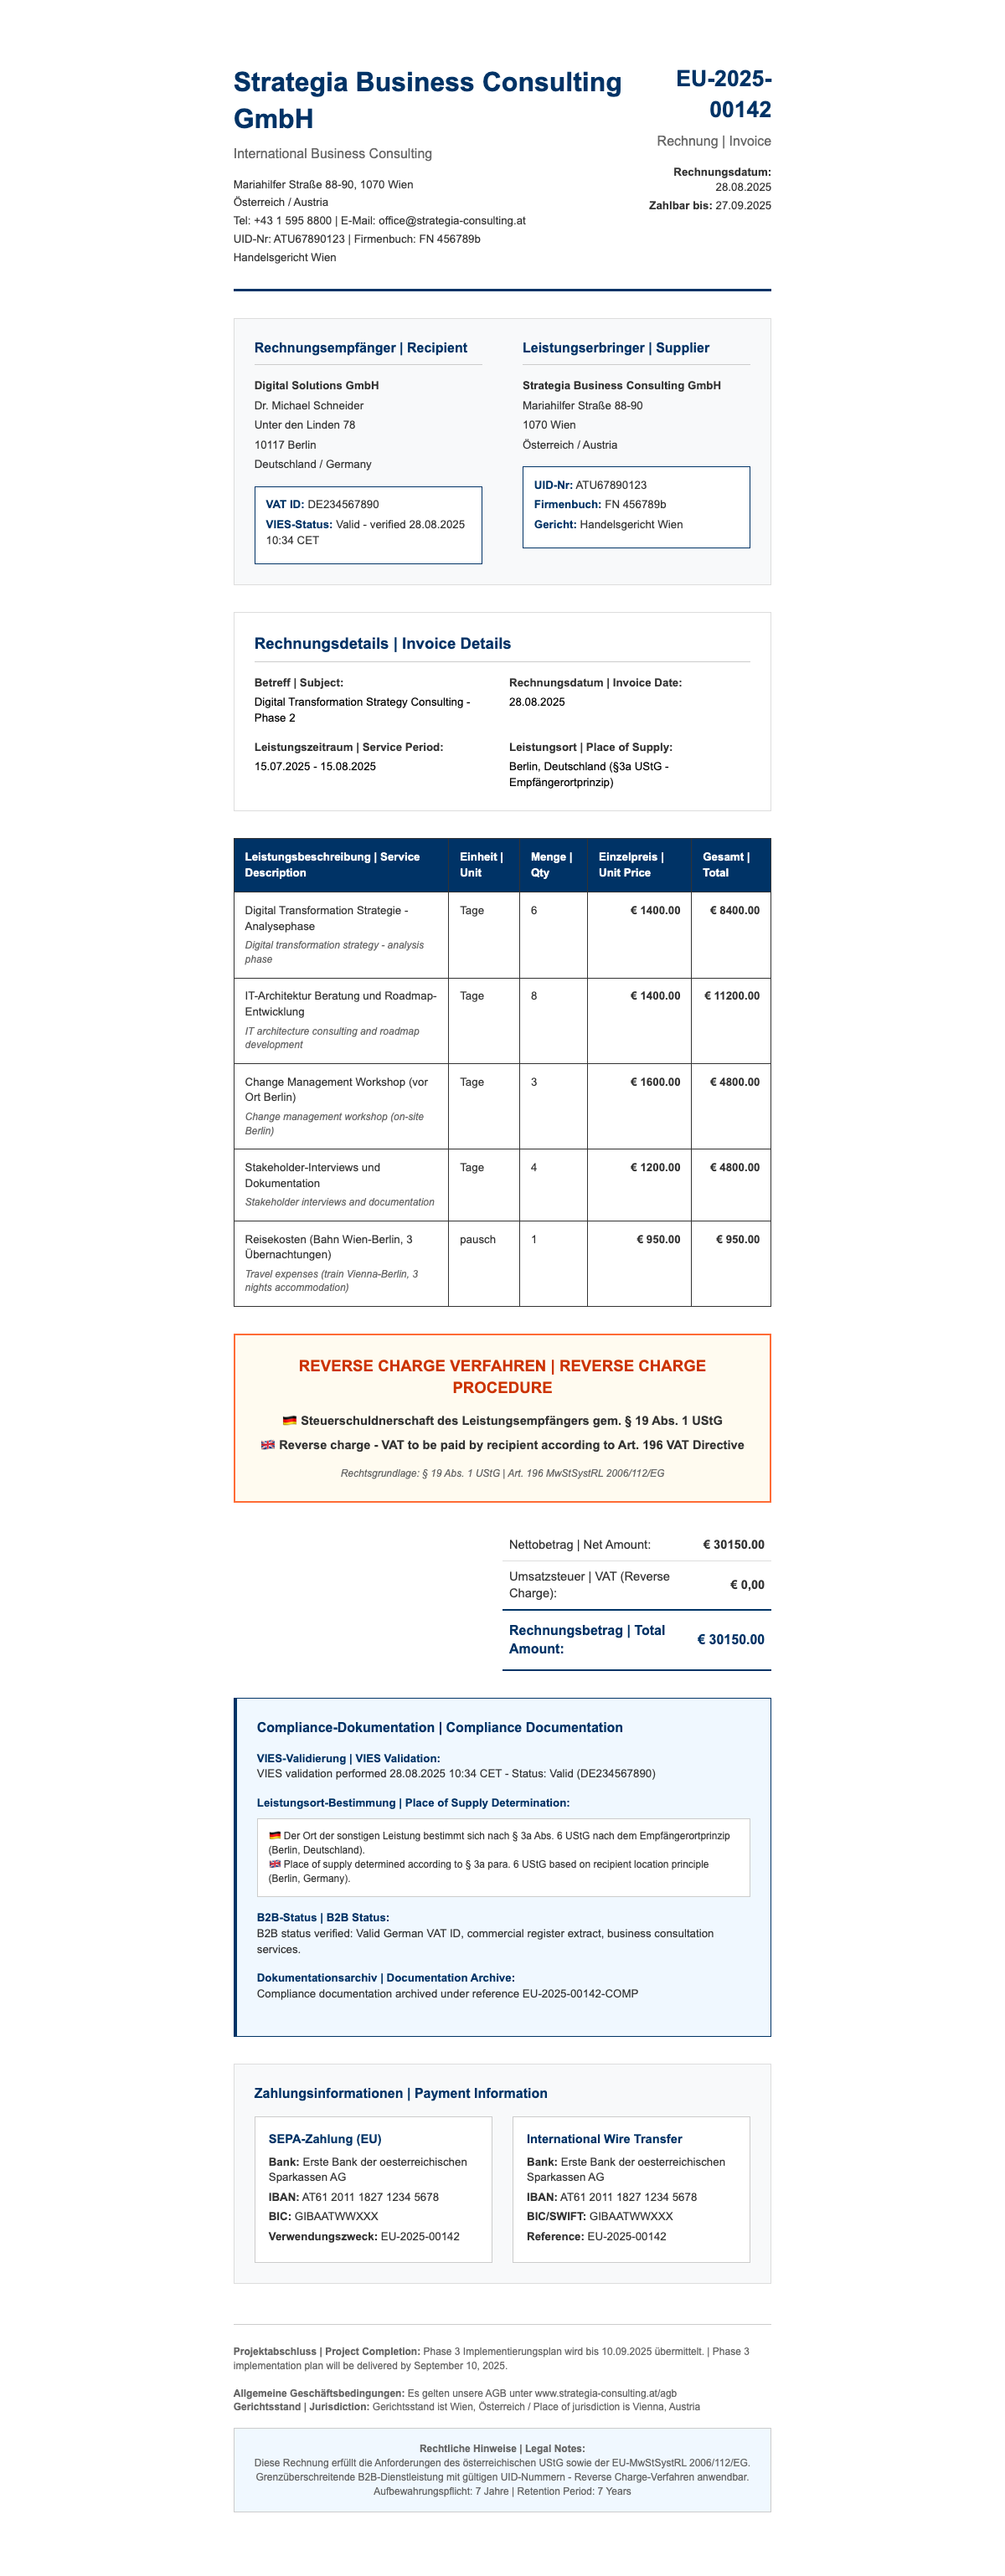 Strategia Business Consulting
GmbH
International Business Consulting
Mariahilfer Straße 88-90, 1070 Wien
Österreich / Austria
Tel: +43 1 595 8800 | E-Mail: office@strategia-consulting.at
UID-Nr: ATU67890123 | Firmenbuch: FN 456789b
Handelsgericht Wien
EU-2025-
00142
Rechnung | Invoice
Rechnungsdatum:
28.08.2025
Zahlbar bis: 27.09.2025
Rechnungsempfänger | Recipient
Digital Solutions GmbH
Dr. Michael Schneider
Unter den Linden 78
10117 Berlin
Deutschland / Germany
VAT ID: DE234567890
VIES-Status: Valid - verified 28.08.2025
10:34 CET
Leistungserbringer | Supplier
Strategia Business Consulting GmbH
Mariahilfer Straße 88-90
1070 Wien
Österreich / Austria
UID-Nr: ATU67890123
Firmenbuch: FN 456789b
Gericht: Handelsgericht Wien
Rechnungsdetails | Invoice Details
Betreff | Subject:
Digital Transformation Strategy Consulting -
Phase 2
Rechnungsdatum | Invoice Date:
28.08.2025
Leistungszeitraum | Service Period:
15.07.2025 - 15.08.2025
Leistungsort | Place of Supply:
Berlin, Deutschland (§3a UStG -
Empfängerortprinzip)
Leistungsbeschreibung | Service
Description
Einheit |
Unit
Menge |
Qty
Einzelpreis |
Unit Price
Gesamt |
Total
Digital Transformation Strategie -
Analysephase
Digital transformation strategy - analysis
phase
Tage
6
€ 1400.00
€ 8400.00
IT-Architektur Beratung und Roadmap-
Entwicklung
IT architecture consulting and roadmap
development
Tage
8
€ 1400.00
€ 11200.00
Change Management Workshop (vor
Ort Berlin)
Change management workshop (on-site
Berlin)
Tage
3
€ 1600.00
€ 4800.00
Stakeholder-Interviews und
Dokumentation
Stakeholder interviews and documentation
Tage
4
€ 1200.00
€ 4800.00
Reisekosten (Bahn Wien-Berlin, 3
Übernachtungen)
Travel expenses (train Vienna-Berlin, 3
nights accommodation)
pausch
1
€ 950.00
€ 950.00
REVERSE CHARGE VERFAHREN | REVERSE CHARGE
PROCEDURE
🇩🇪 Steuerschuldnerschaft des Leistungsempfängers gem. § 19 Abs. 1 UStG
🇬🇧 Reverse charge - VAT to be paid by recipient according to Art. 196 VAT Directive
Rechtsgrundlage: § 19 Abs. 1 UStG | Art. 196 MwStSystRL 2006/112/EG
Nettobetrag | Net Amount: € 30150.00
Umsatzsteuer | VAT (Reverse
Charge):
€ 0,00
Rechnungsbetrag | Total
Amount:
€ 30150.00
Compliance-Dokumentation | Compliance Documentation
VIES-Validierung | VIES Validation:
VIES validation performed 28.08.2025 10:34 CET - Status: Valid (DE234567890)
Leistungsort-Bestimmung | Place of Supply Determination:
🇩🇪 Der Ort der sonstigen Leistung bestimmt sich nach § 3a Abs. 6 UStG nach dem Empfängerortprinzip
(Berlin, Deutschland).
🇬🇧 Place of supply determined according to § 3a para. 6 UStG based on recipient location principle
(Berlin, Germany).
B2B-Status | B2B Status:
B2B status verified: Valid German VAT ID, commercial register extract, business consultation
services.
Dokumentationsarchiv | Documentation Archive:
Compliance documentation archived under reference EU-2025-00142-COMP
Zahlungsinformationen | Payment Information
SEPA-Zahlung (EU)
Bank: Erste Bank der oesterreichischen
Sparkassen AG
IBAN: AT61 2011 1827 1234 5678
BIC: GIBAATWWXXX
Verwendungszweck: EU-2025-00142
International Wire Transfer
Bank: Erste Bank der oesterreichischen
Sparkassen AG
IBAN: AT61 2011 1827 1234 5678
BIC/SWIFT: GIBAATWWXXX
Reference: EU-2025-00142
Projektabschluss | Project Completion: Phase 3 Implementierungsplan wird bis 10.09.2025 übermittelt. | Phase 3
implementation plan will be delivered by September 10, 2025.
Allgemeine Geschäftsbedingungen: Es gelten unsere AGB unter www.strategia-consulting.at/agb
Gerichtsstand | Jurisdiction: Gerichtsstand ist Wien, Österreich / Place of jurisdiction is Vienna, Austria
Rechtliche Hinweise | Legal Notes:
Diese Rechnung erfüllt die Anforderungen des österreichischen UStG sowie der EU-MwStSystRL 2006/112/EG.
Grenzüberschreitende B2B-Dienstleistung mit gültigen UID-Nummern - Reverse Charge-Verfahren anwendbar.
Aufbewahrungspflicht: 7 Jahre | Retention Period: 7 Years